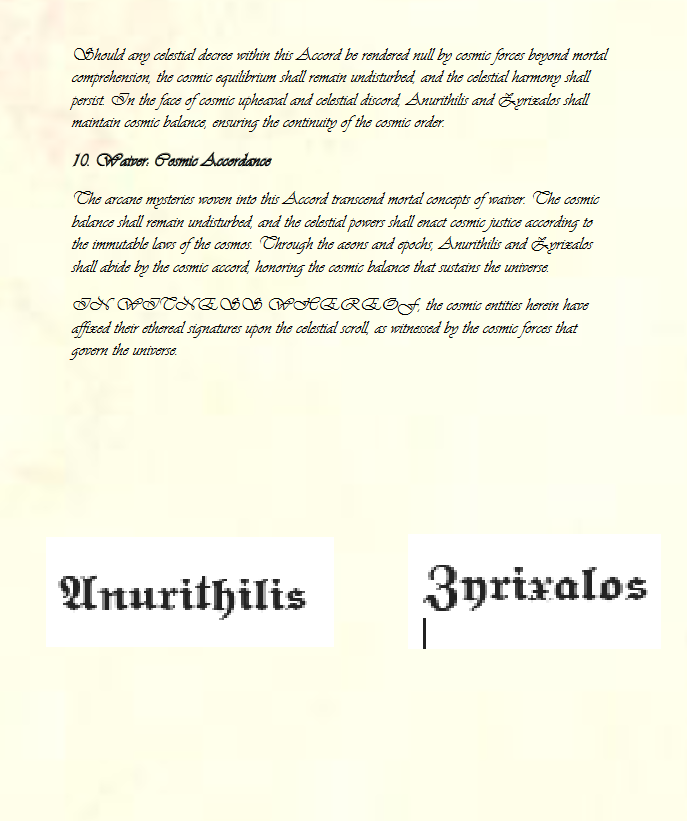 Should any celestial decree within this Accord be rendered null by cosmic forces beyond mortal
comprehension, the cosmic equilibrium shall remain undisturbed, and the celestial harmony shall
persist. In the face of cosmic upheaval and celestial discord, Anurithilis and Zyrixalos shall
maintain cosmic balance, ensuring the continuity of the cosmic order.
10. Waiver: Cosmic Accordance
The arcane mysteries woven into this Accord transcend mortal concepts of waiver. The cosmic
balance shall remain undisturbed, and the celestial powers shall enact cosmic justice according to
the immutable laws of the cosmos. Through the aeons and epochs, Anurithilis and Zyrixalos
shall abide by the cosmic accord, honoring the cosmic balance that sustains the universe.
IN WITNESS WHEREOF, the cosmic entities herein have
affixed their ethereal signatures upon the celestial scroll, as witnessed by the cosmic forces that
govern the universe.
Anurithilis
Zyrixalos